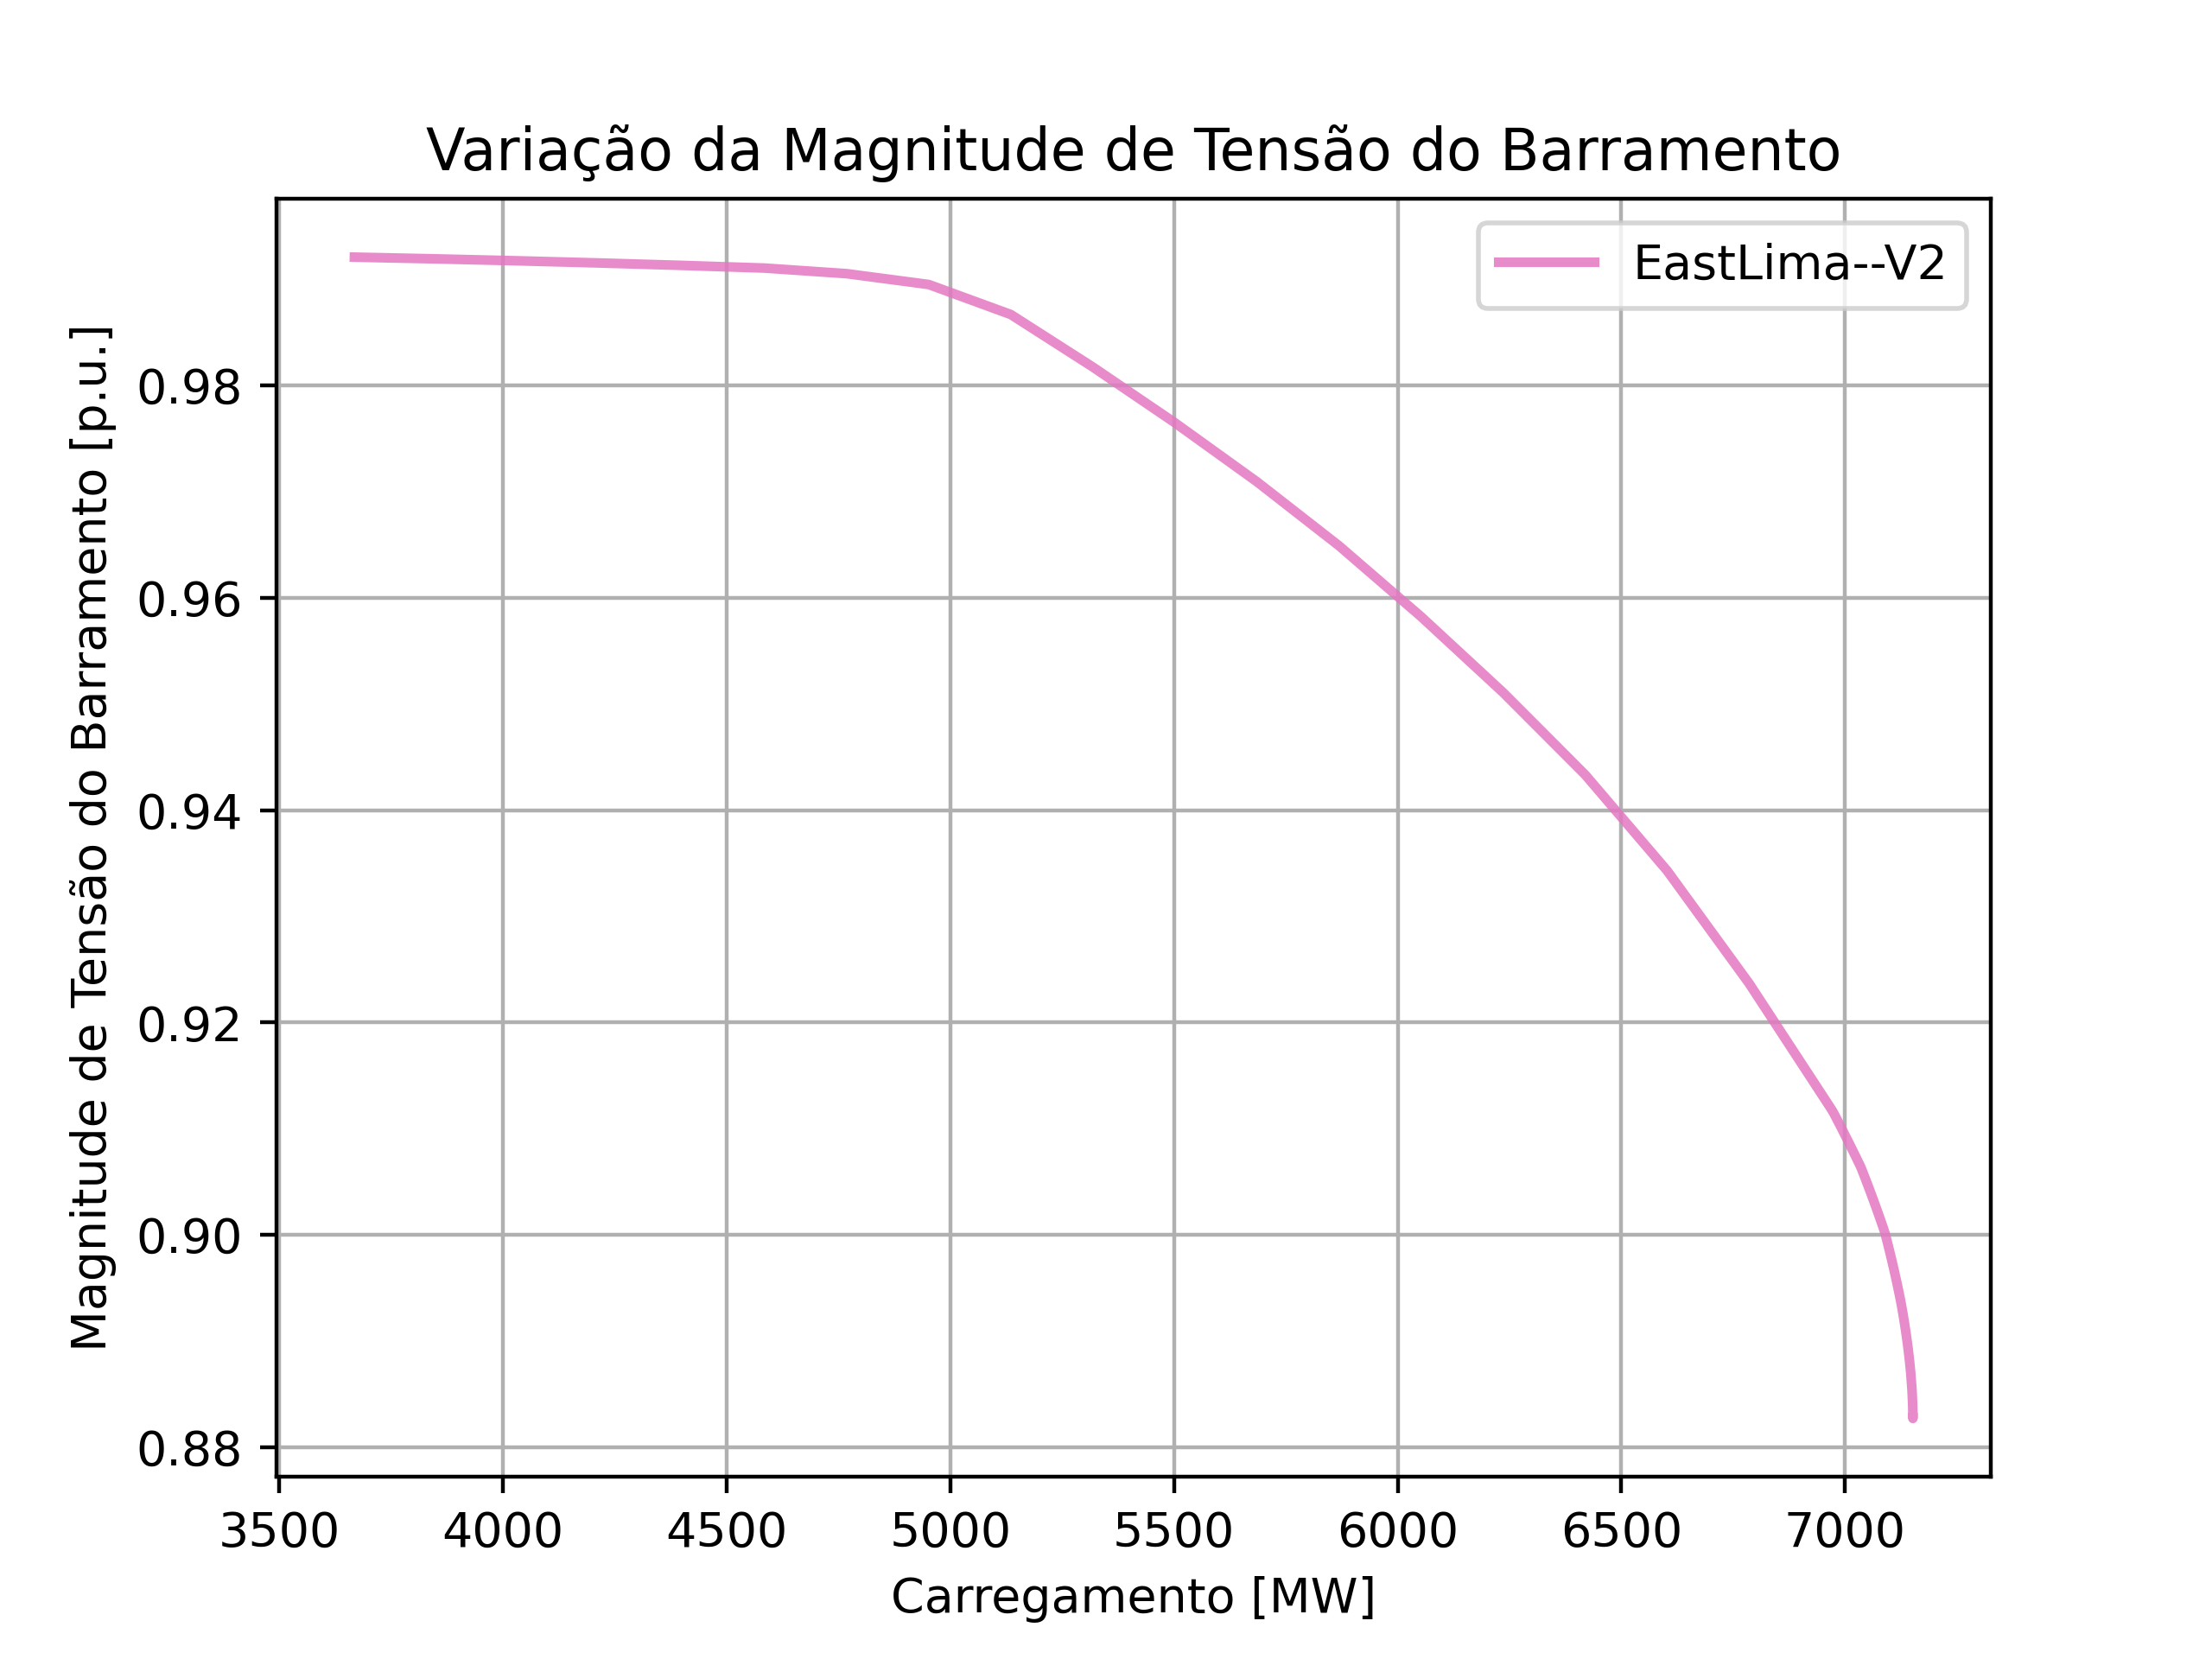 Variação da Magnitude de Tensão do Barramento
EastLima--V2
Magnitude de Tensão do Barramento [p.u.]
0.98
0.96
0.94
0.92
0.90
0.88
3500 4000 4500 5000 5500 6000 6500 7000
Carregamento [MW]